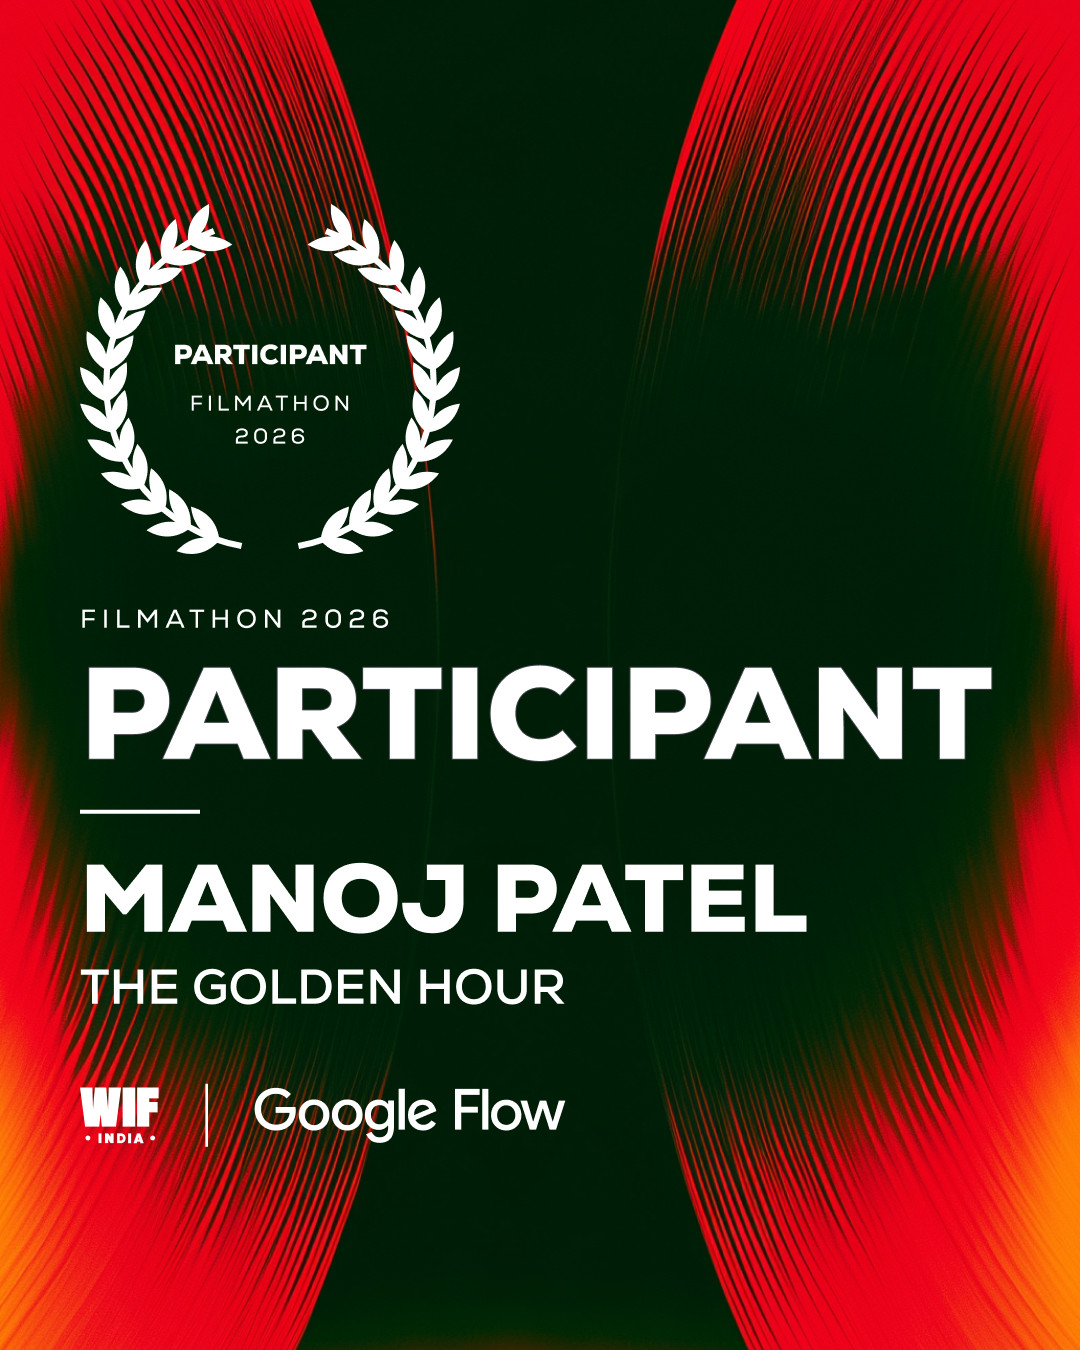 PARTICIPANT
FILMATHON
2026
FILMATHON 2026
PARTICIPANT
MANOJ PATEL
THE GOLDEN HOUR
WIF
• INDIA •
Google Flow